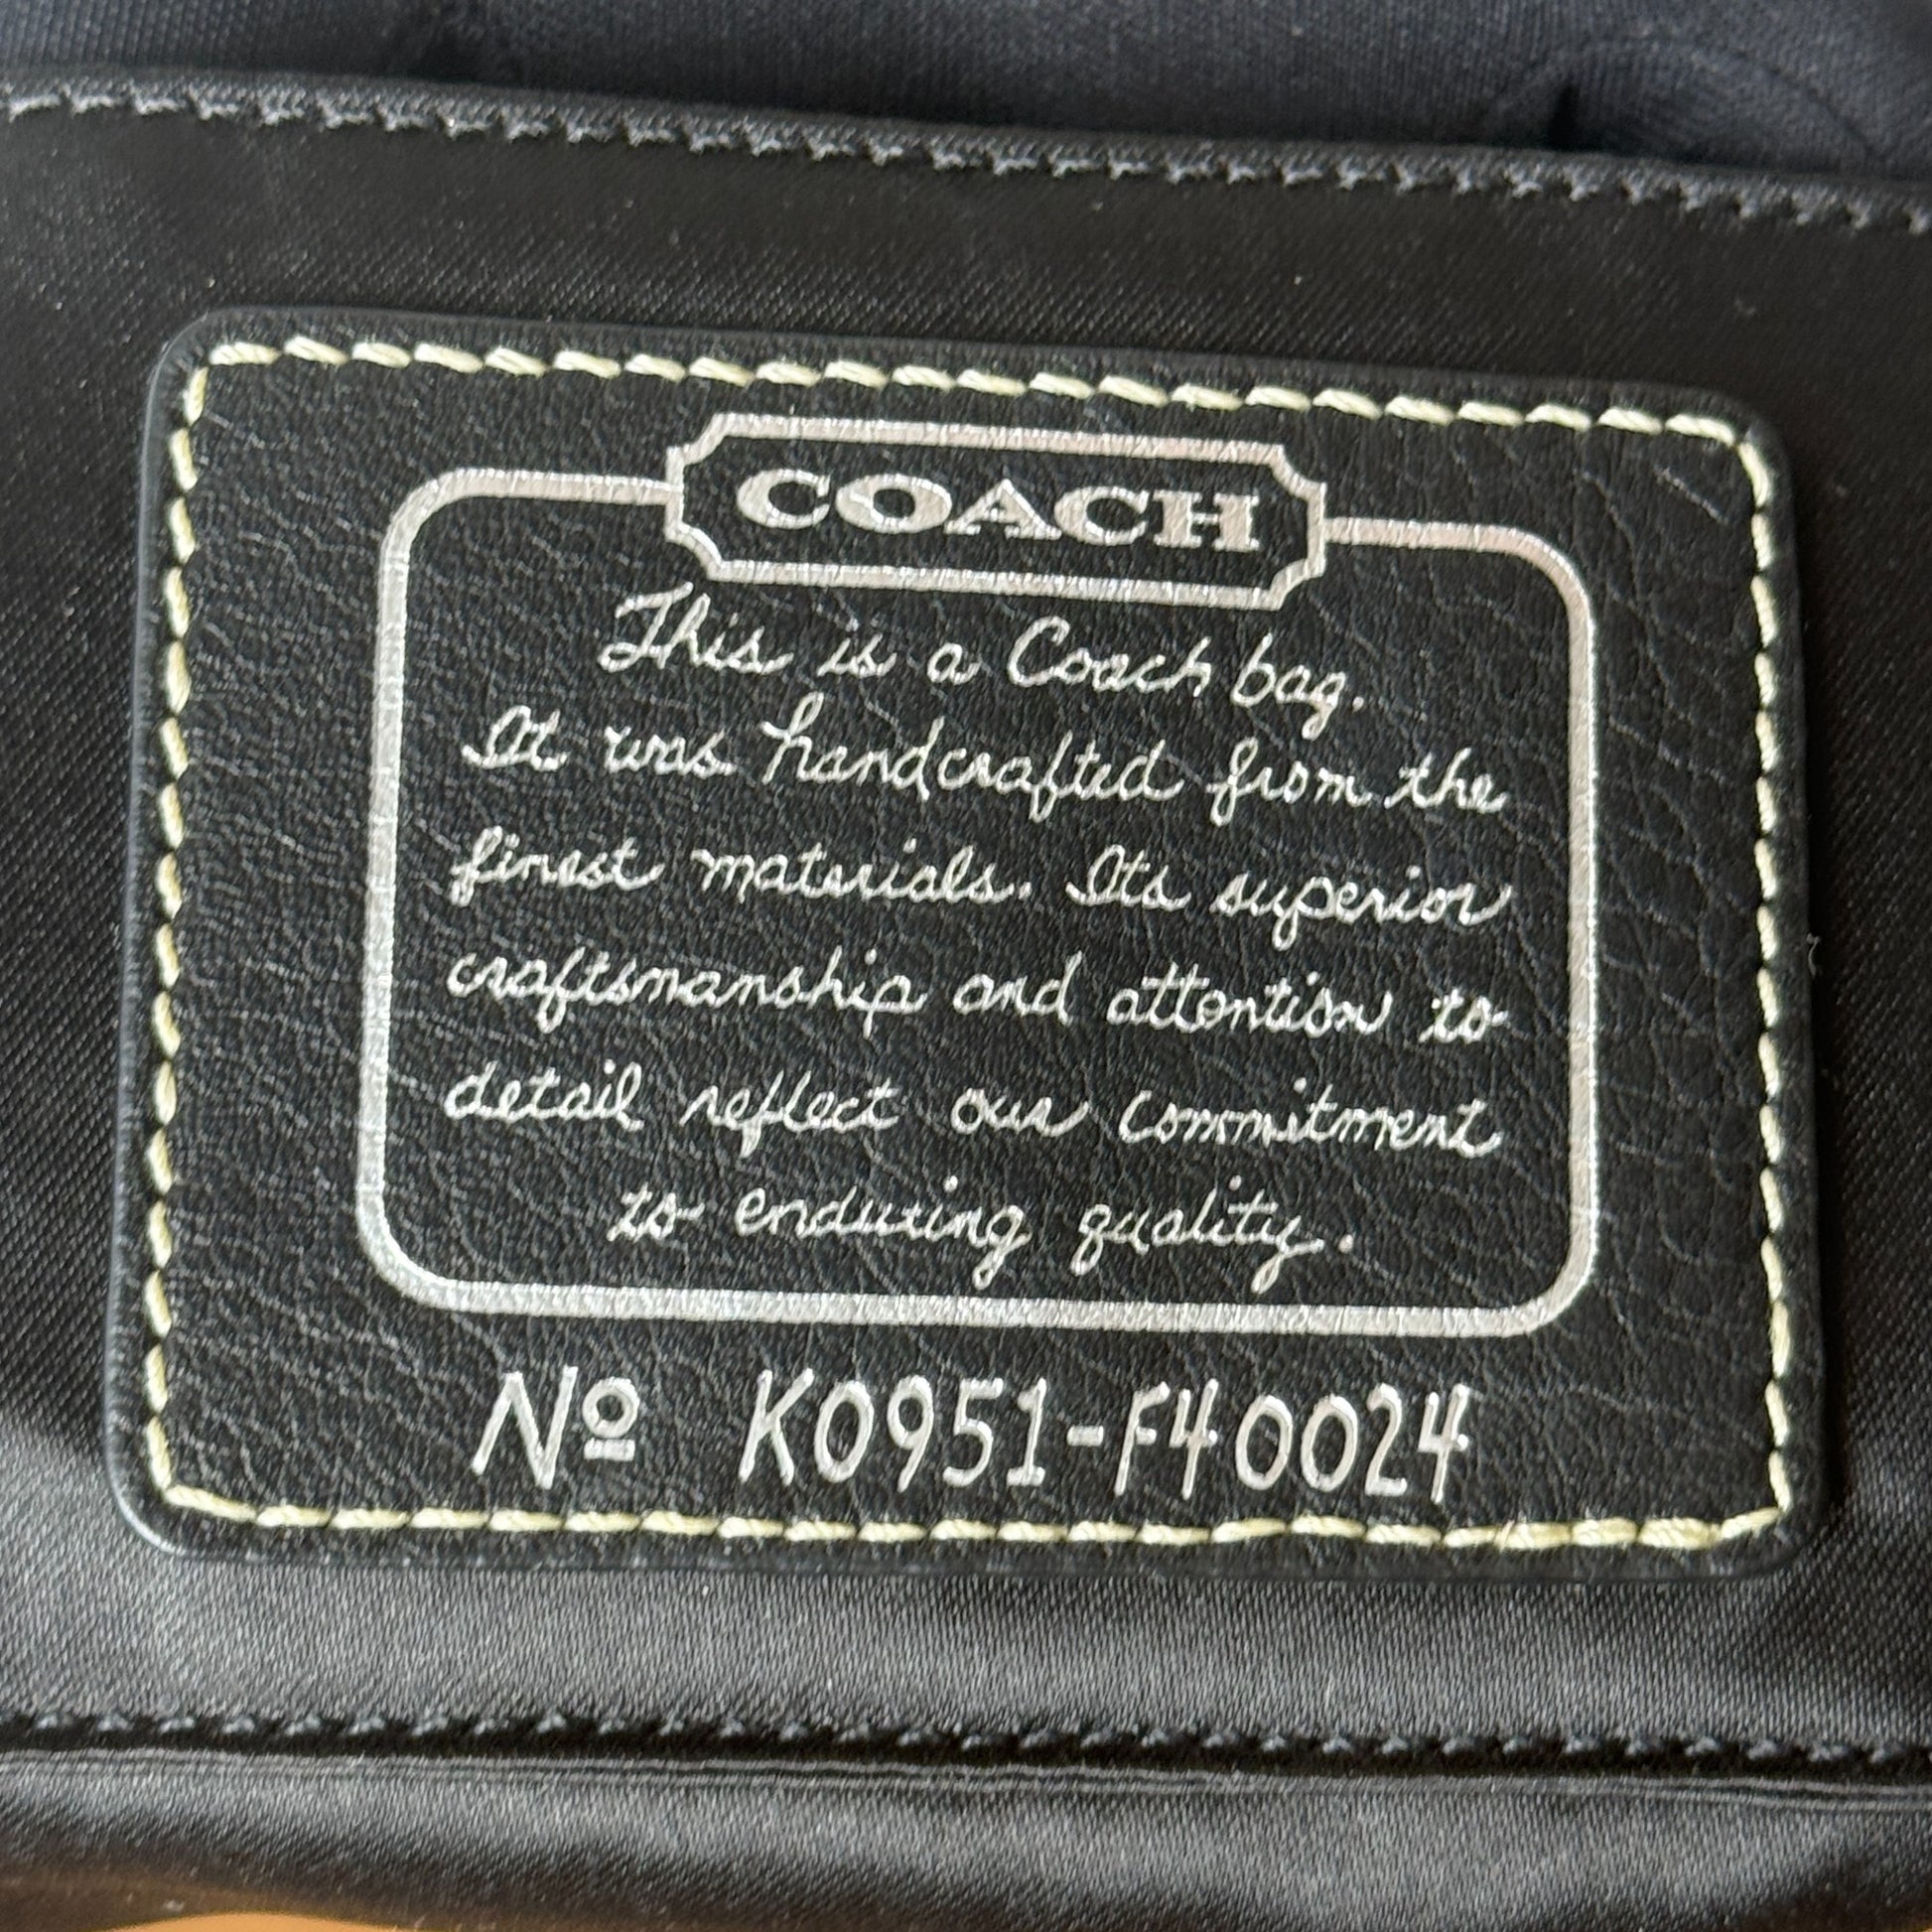 COACH
This is a Coach bag.
It was handcrafted from the
finest materials. Its superior
craftsmanship and attention to
detail reflect our commitment
to enduring quality.
Nº K0951-F40024